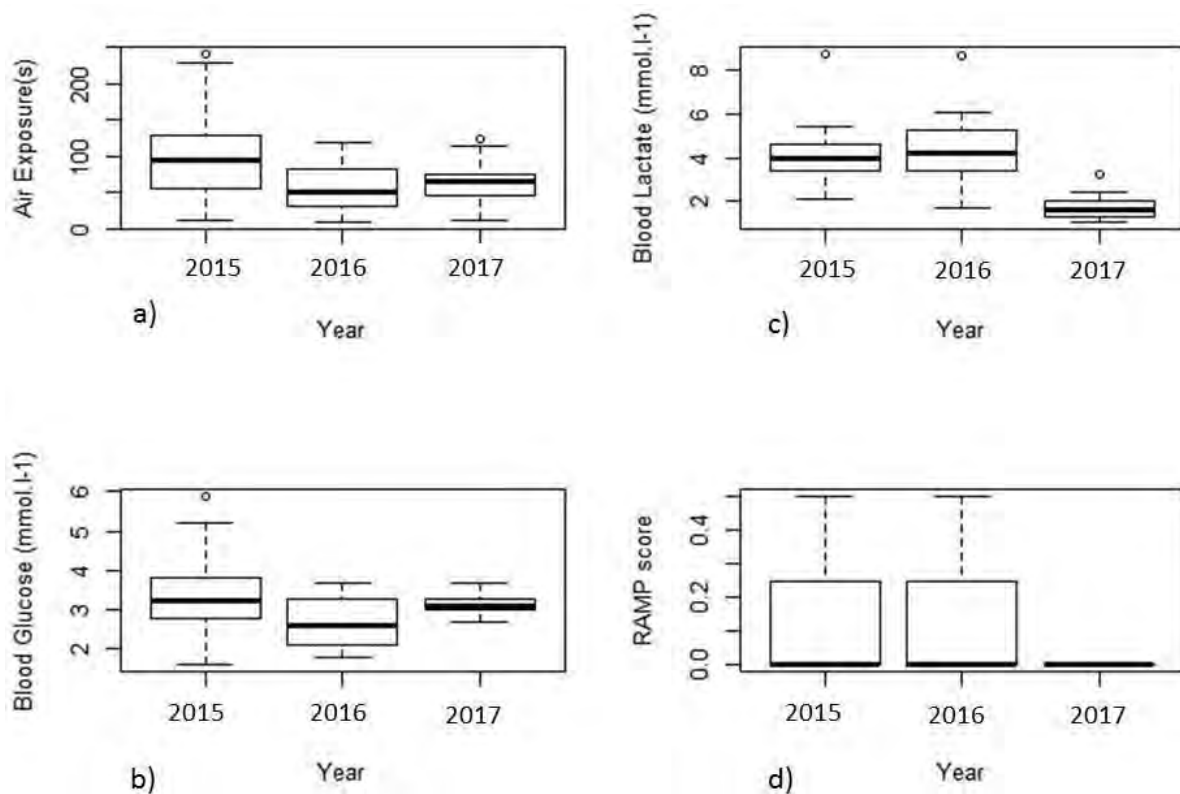 Air Exposure(s)
200
100
0
2015 2016 2017
a)
Year
Blood Lactate (mmol.l-1)
8
6
4
2
2015 2016 2017
c)
Year
Blood Glucose (mmol.l-1)
6
5
4
3
2
2015 2016 2017
b)
Year
RAMP score
0.4
0.2
0.0
2015 2016 2017
d)
Year